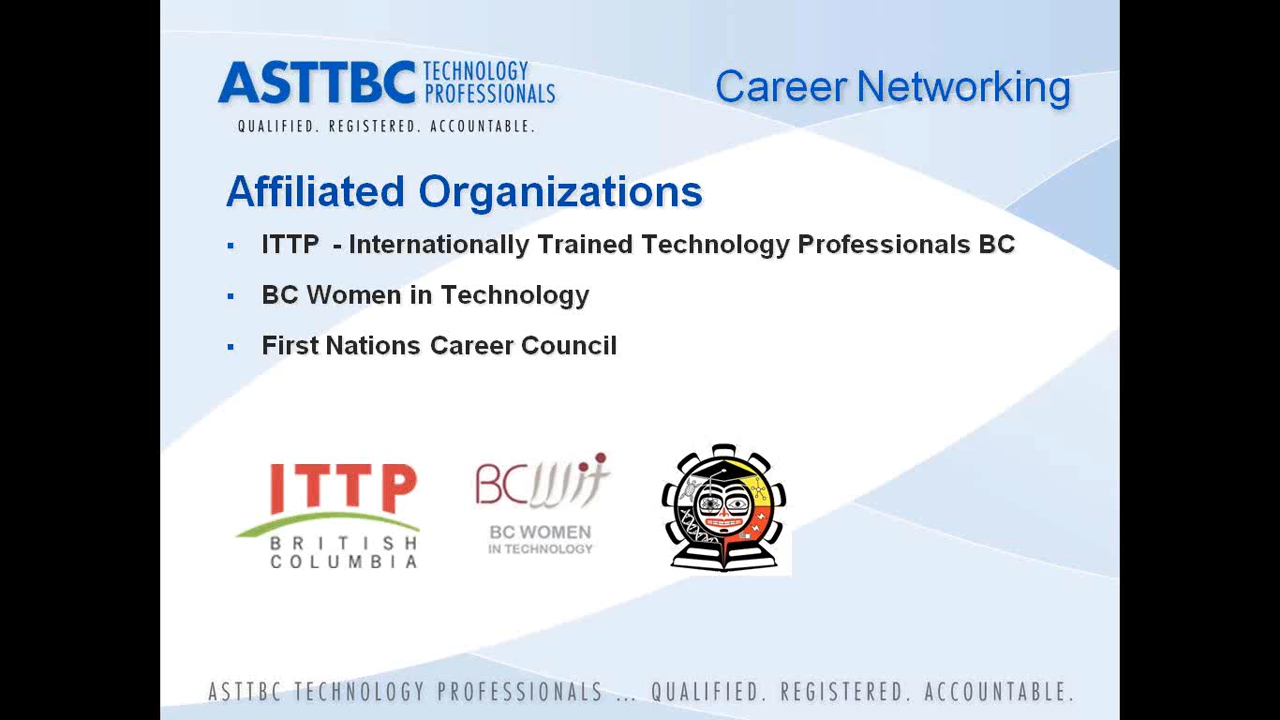 ASTTBC TECHNOLOGY PROFESSIONALS
QUALIFIED. REGISTERED. ACCOUNTABLE.
Career Networking
Affiliated Organizations
▪ ITTP - Internationally Trained Technology Professionals BC
▪ BC Women in Technology
▪ First Nations Career Council
ITTP
BRITISH
COLUMBIA
BCWiT
BC WOMEN
IN TECHNOLOGY
ASTTBC TECHNOLOGY PROFESSIONALS ... QUALIFIED. REGISTERED. ACCOUNTABLE.